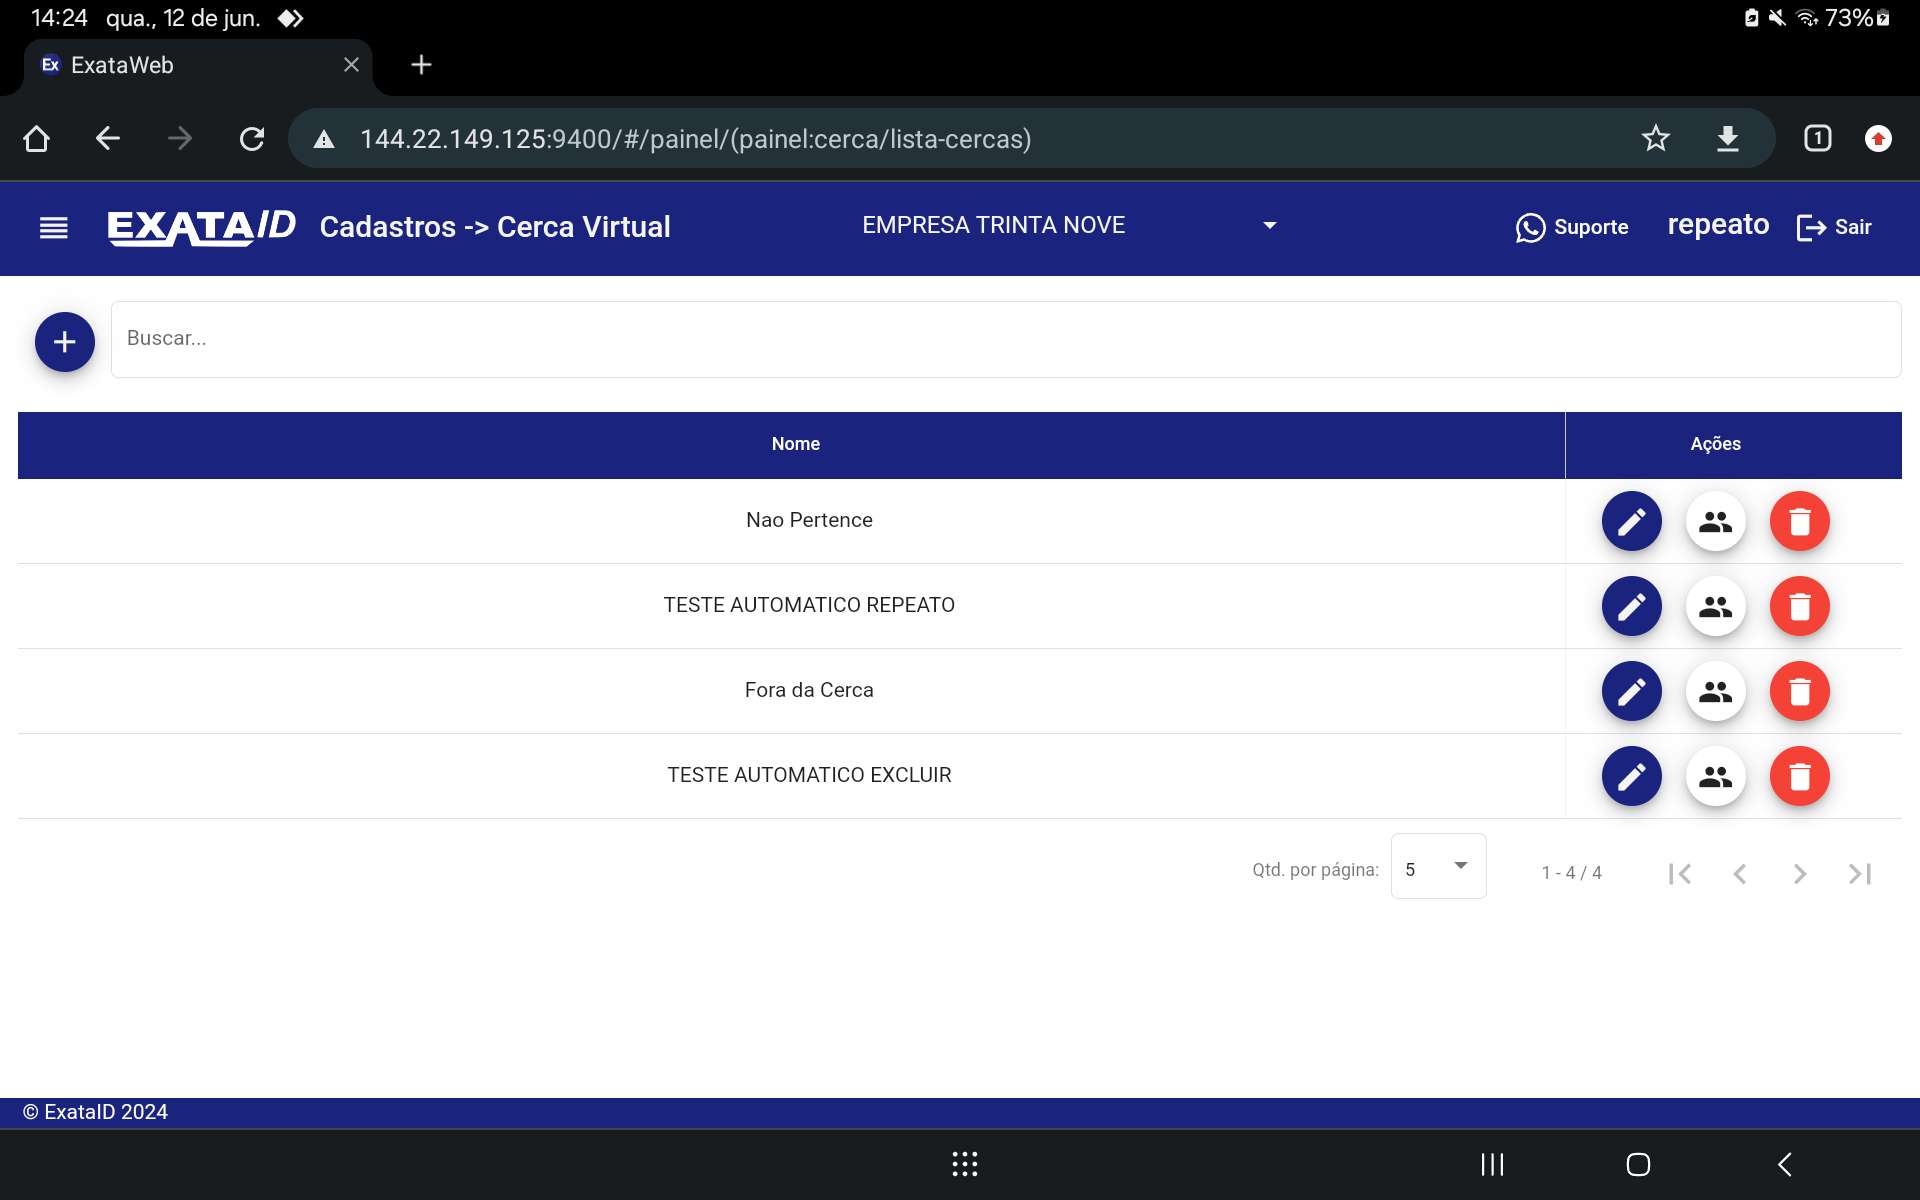 14:24 qua., 12 de jun. 73%
Ex ExataWeb
144.22.149.125:9400/#/painel/(painel:cerca/lista-cercas) 1
EXATAID Cadastros -> Cerca Virtual EMPRESA TRINTA NOVE Suporte repeato Sair
Buscar...
Nome Ações
Nao Pertence
TESTE AUTOMATICO REPEATO
Fora da Cerca
TESTE AUTOMATICO EXCLUIR
Qtd. por página: 5 1 - 4 / 4
© ExataID 2024